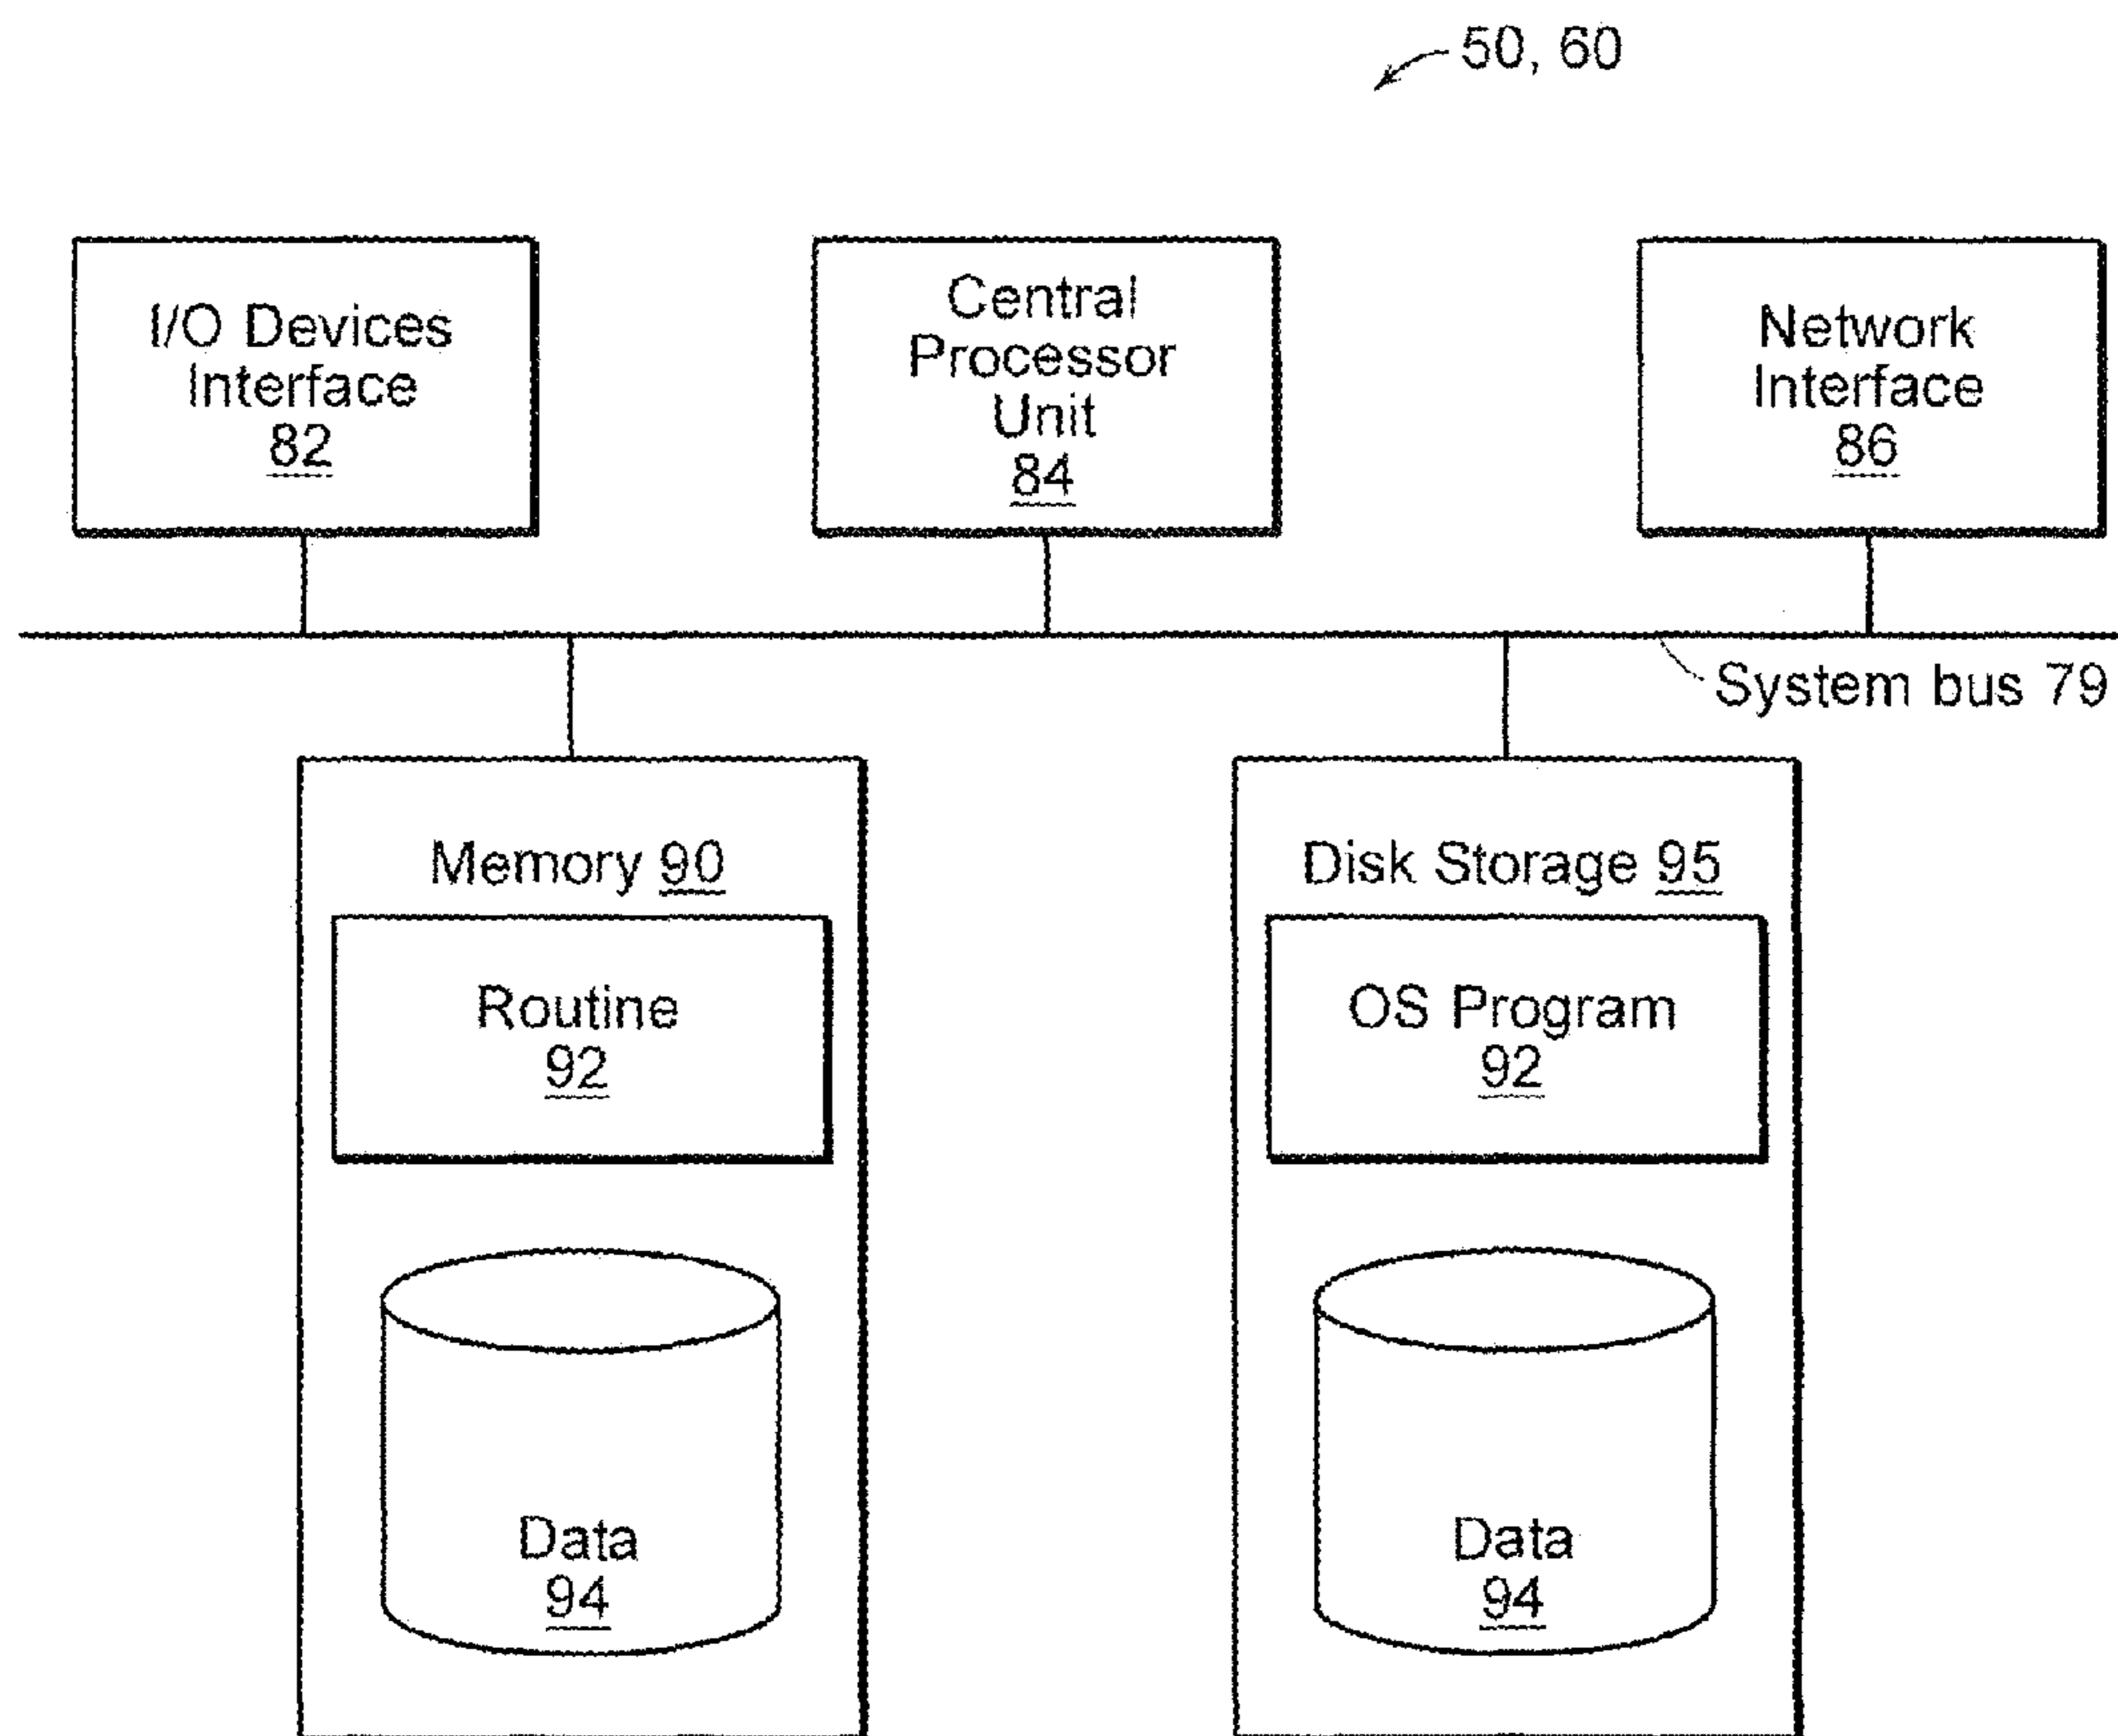 50, 60
I/O Devices
Interface
82
Central
Processor
Unit
84
Network
Interface
86
System bus 79
Memory 90
Routine
92
Data
94
Disk Storage 95
OS Program
92
Data
94